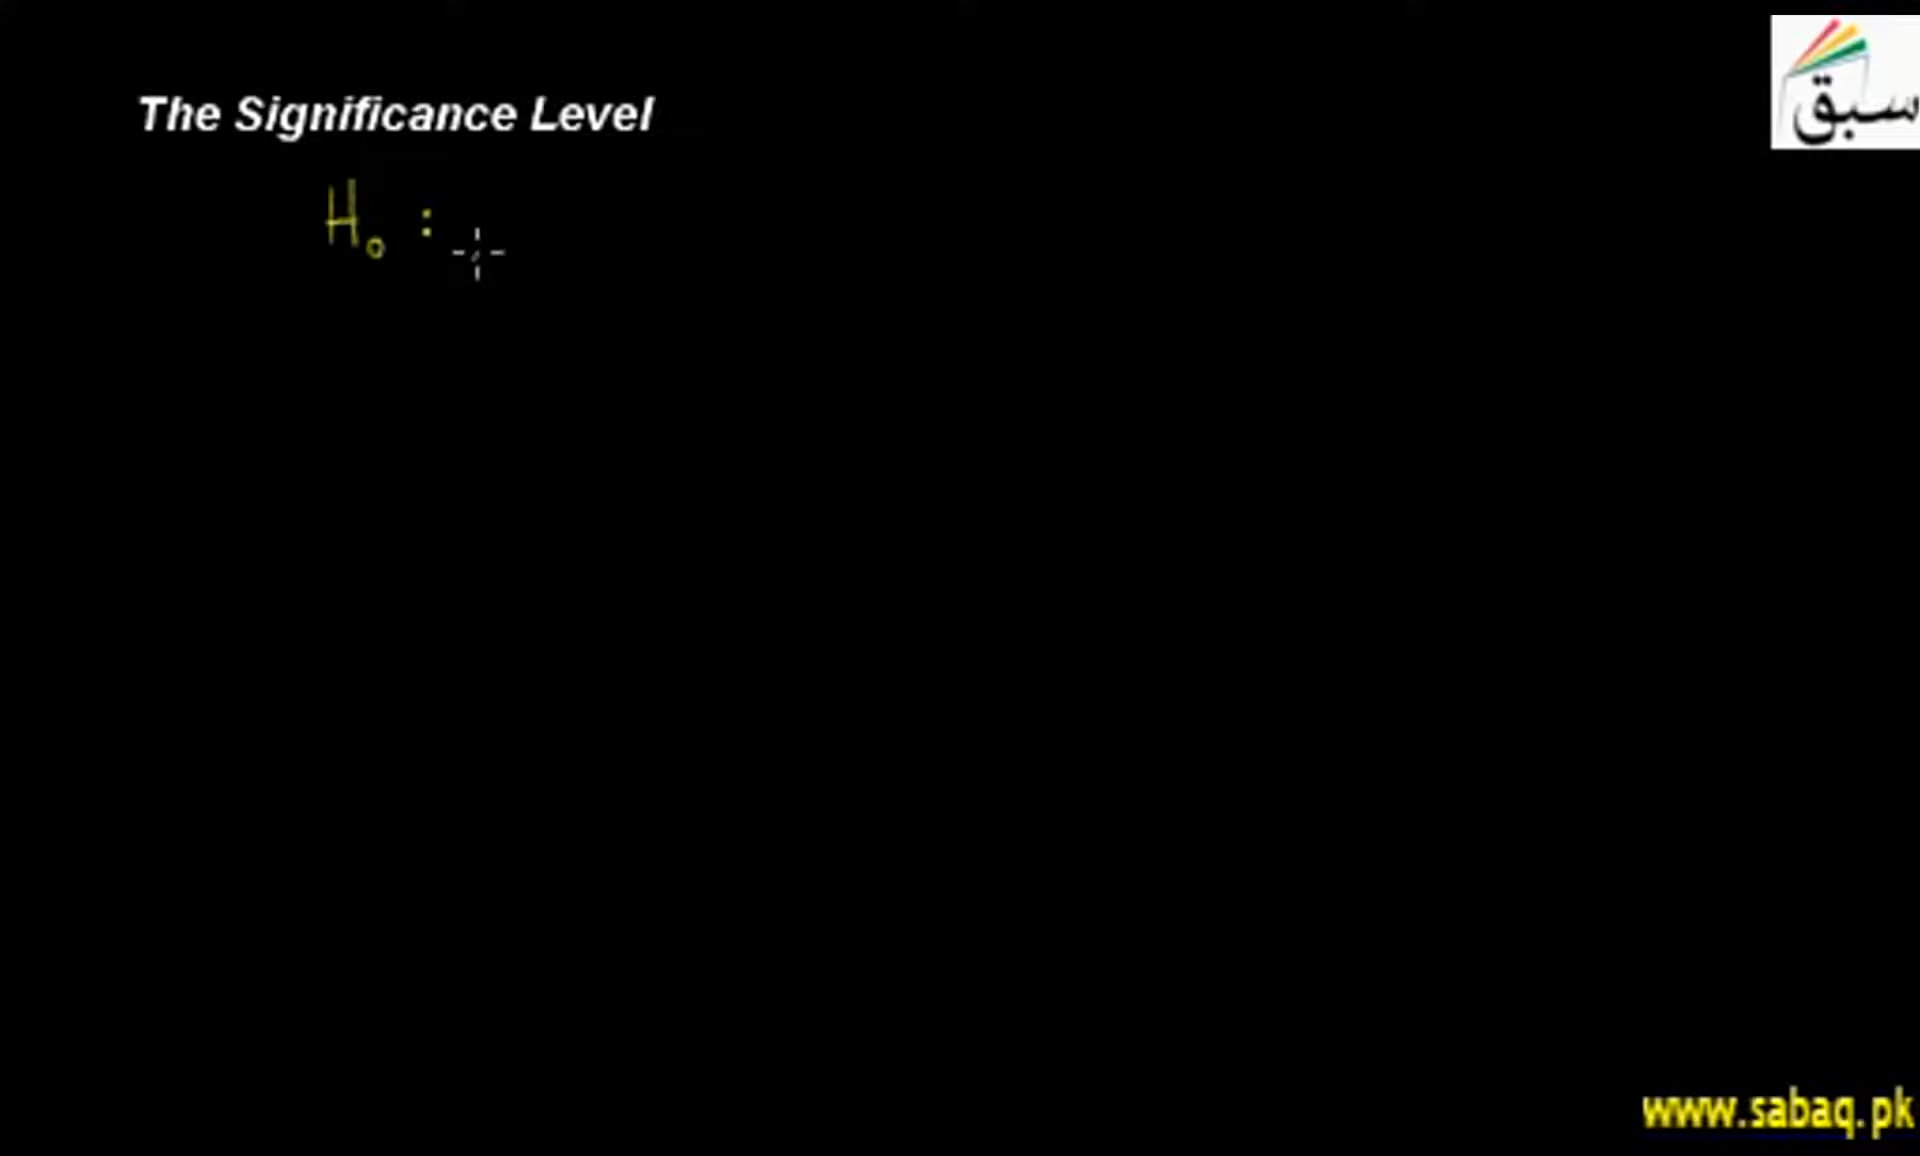 The Significance Level
سبق
H₀ :
www.sabaq.pk